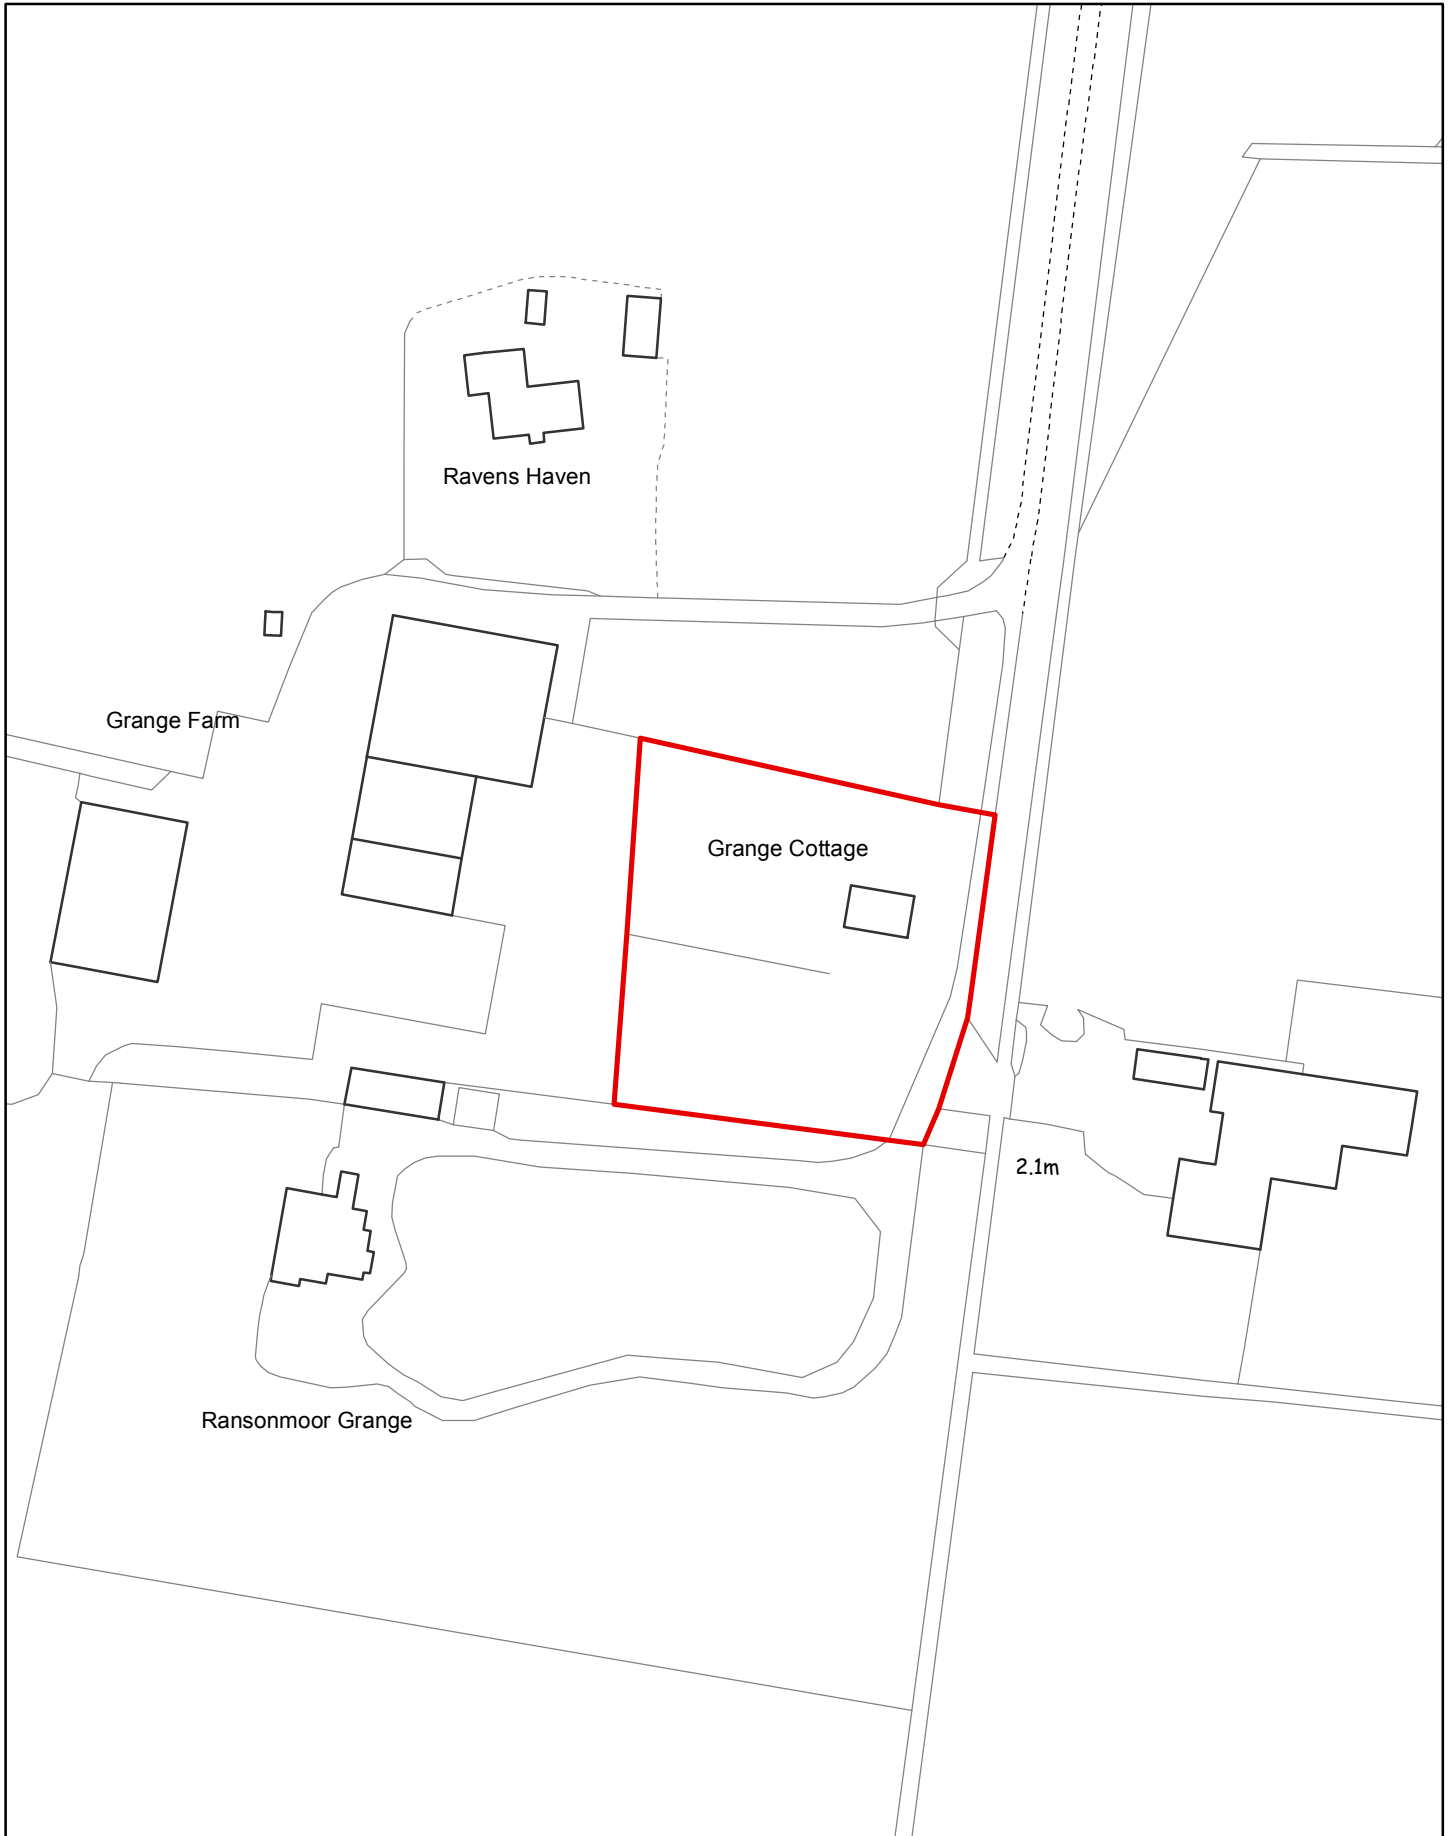 Ravens Haven
Grange Farm
Grange Cottage
2.1m
Ransonmoor Grange